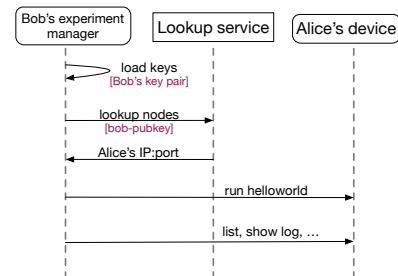 Bob's experiment
manager
Lookup service
Alice's device
load keys
[Bob's key pair]
lookup nodes
[bob-pubkey]
Alice's IP:port
run helloworld
list, show log, ...